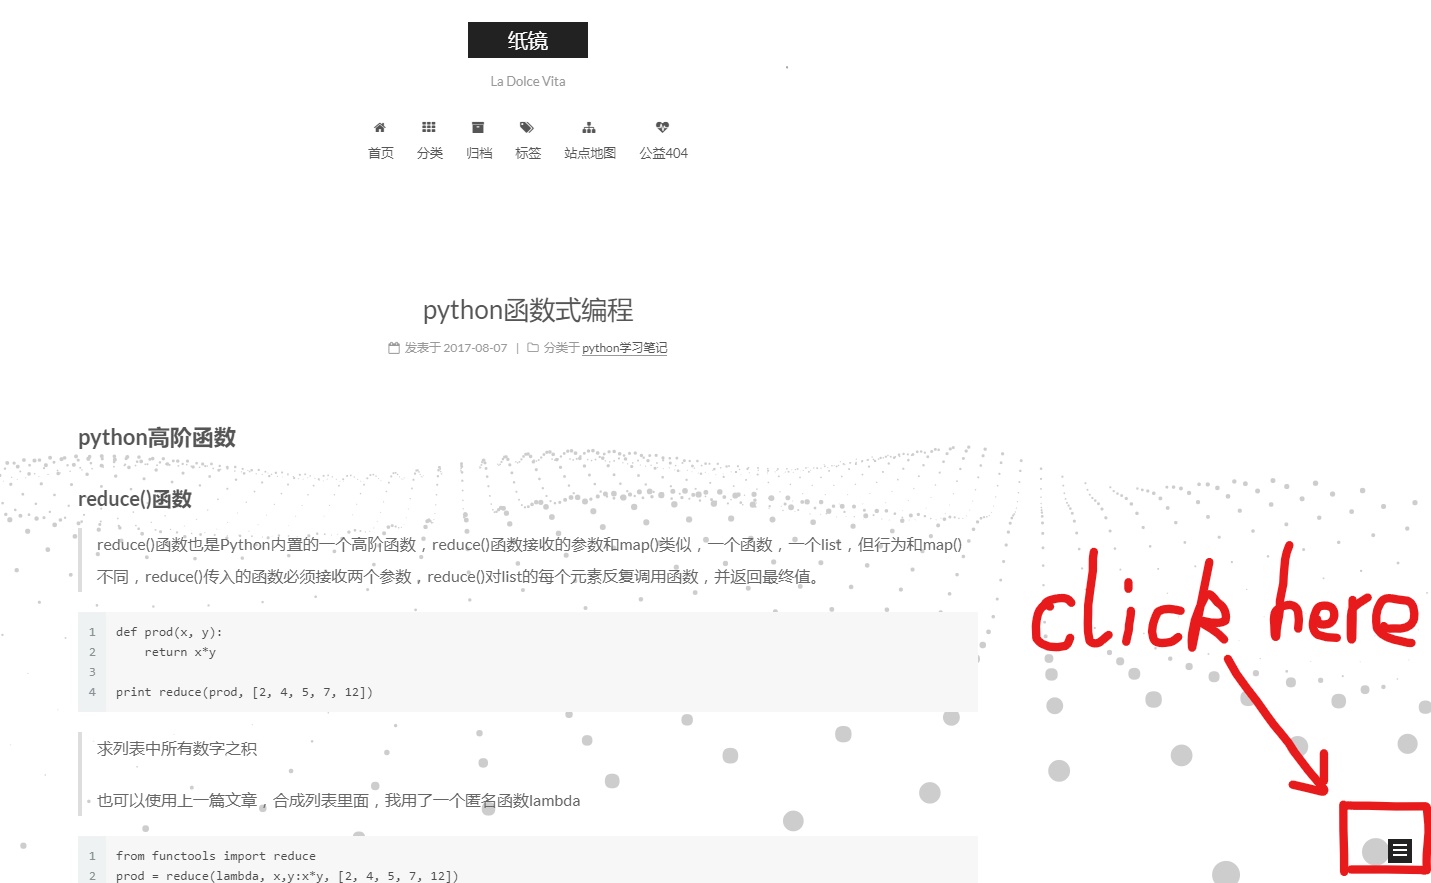 纸镜
La Dolce Vita
首页 分类 归档 标签 站点地图 公益404
python函数式编程
发表于 2017-08-07 | 分类于 python学习笔记
python高阶函数
reduce()函数
reduce()函数也是Python内置的一个高阶函数，reduce()函数接收的参数和map()类似，一个函数，一个list，但行为和map()
不同，reduce()传入的函数必须接收两个参数，reduce()对list的每个元素反复调用函数，并返回最终值。
1 def prod(x, y):
2     return x*y
3
4 print reduce(prod, [2, 4, 5, 7, 12])
求列表中所有数字之积
也可以使用上一篇文章，合成列表里面，我用了一个匿名函数lambda
1 from functools import reduce
2 prod = reduce(lambda, x,y:x*y, [2, 4, 5, 7, 12])
click here